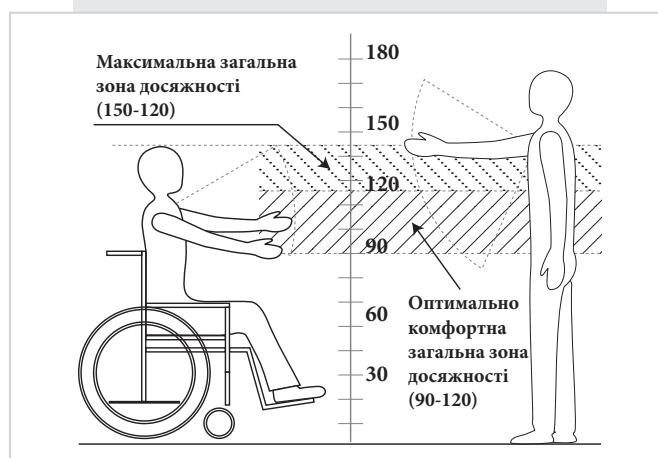 Максимальна загальна
зона досяжності
(150-120)
180
150
120
90
60
30
Оптимально
комфортна
загальна зона
досяжності
(90-120)